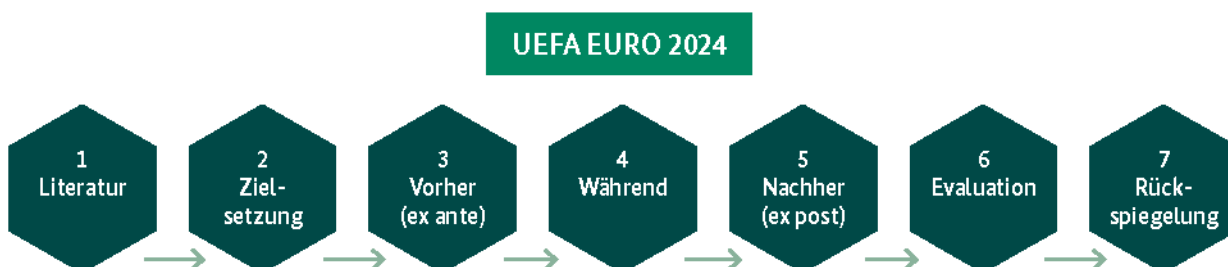 UEFA EURO 2024
1
Literatur
2
Ziel-
setzung
3
Vorher
(ex ante)
4
Während
5
Nachher
(ex post)
6
Evaluation
7
Rück-
spiegelung